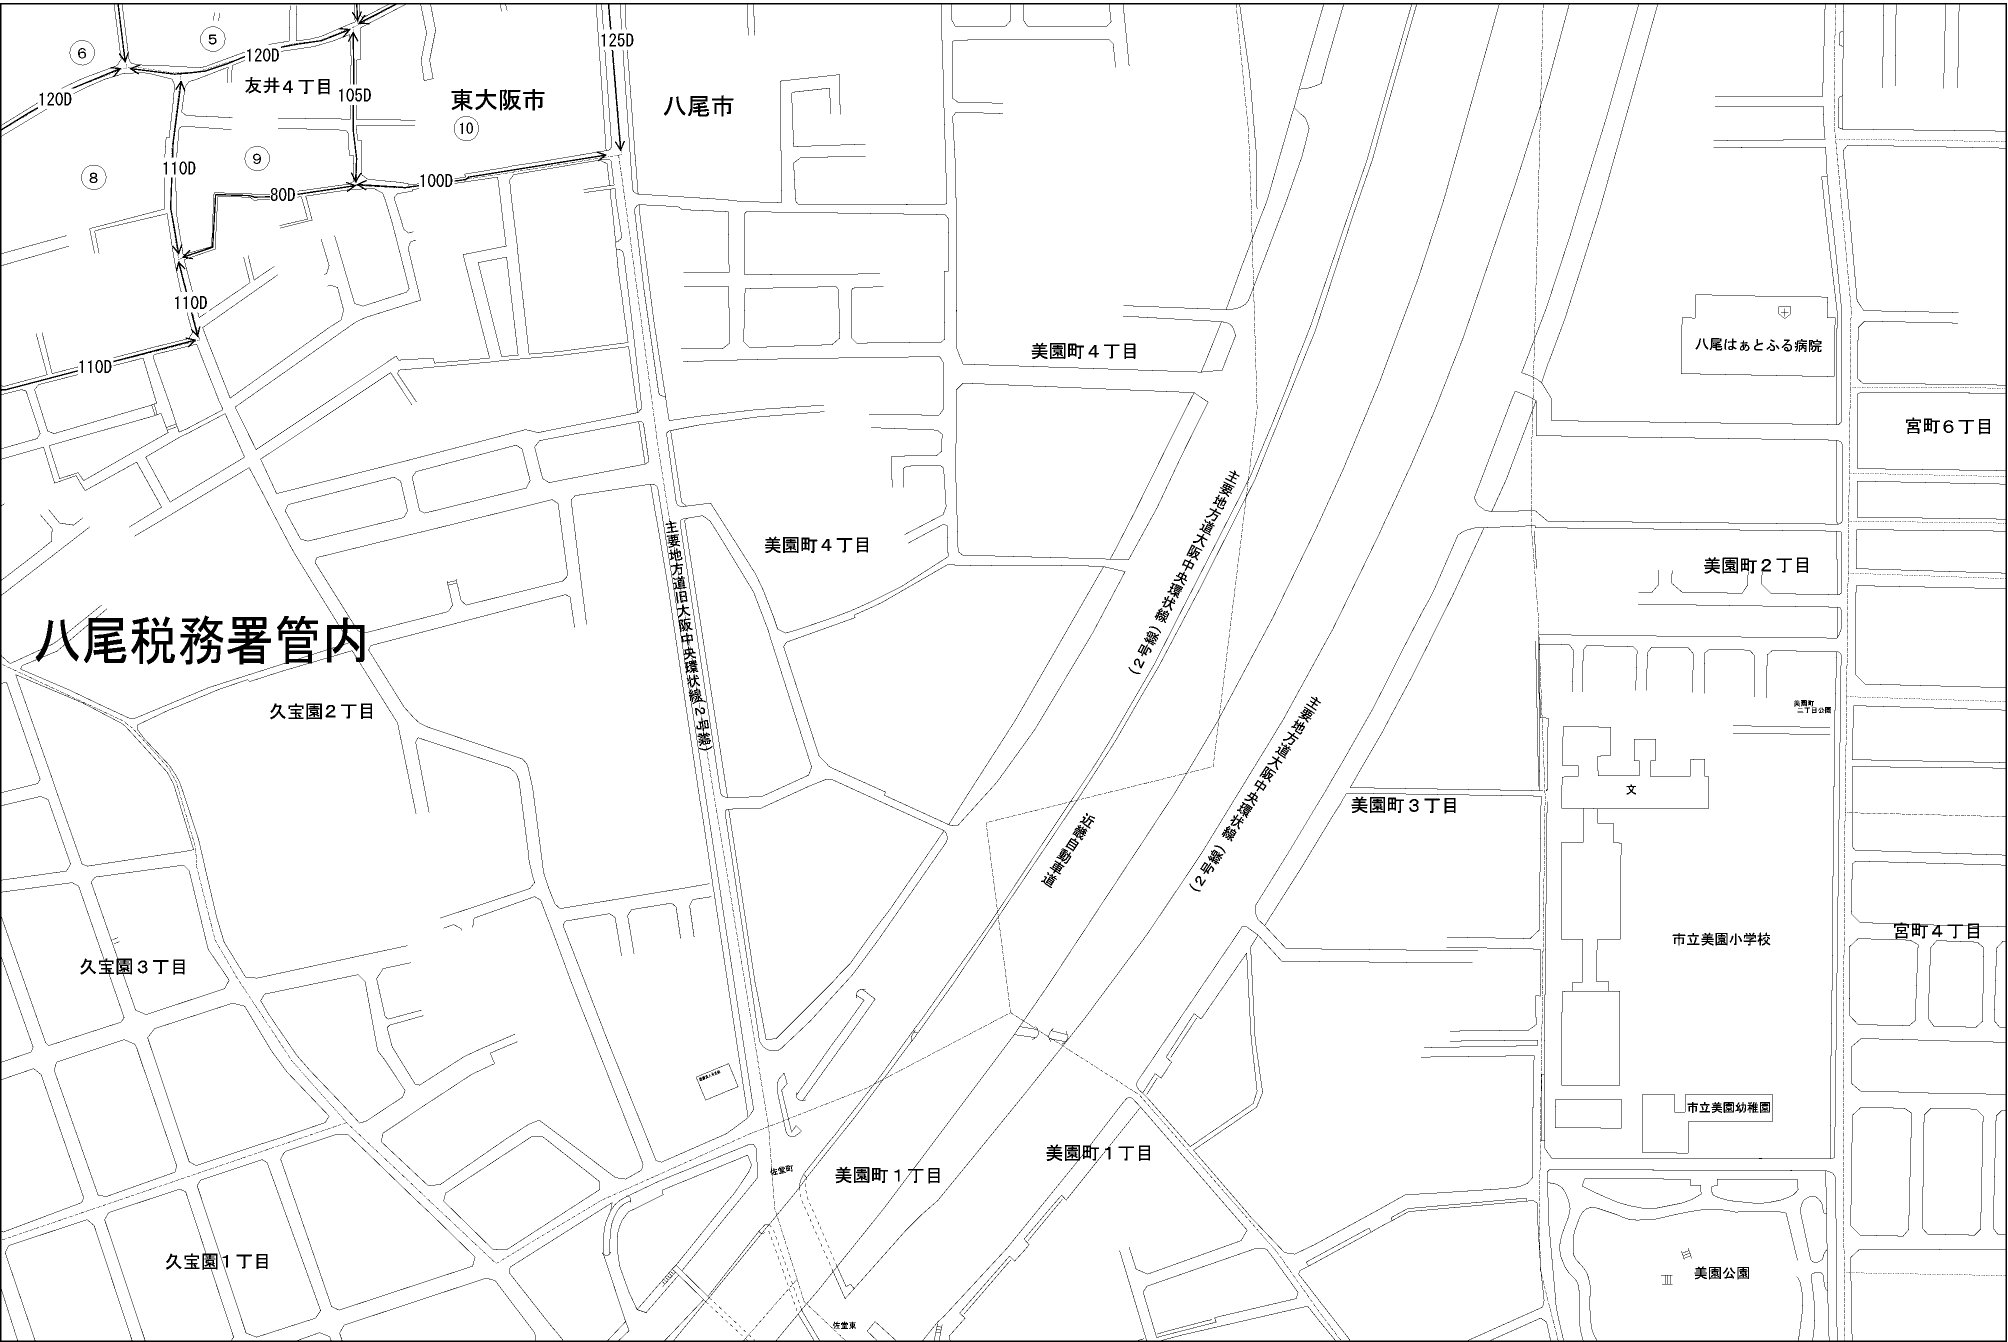 5
6
120D
125D
友井４丁目
105D
120D
東大阪市
八尾市
10
9
110D
8
100D
80D
110D
110D
美園町４丁目
八尾はぁとふる病院
宮町６丁目
主要地方道大阪中央環状線（２号線）
美園町４丁目
主要地方道旧大阪中央環状線（２号線）
美園町２丁目
八尾税務署管内
久宝園２丁目
美園町
二丁目公園
主要地方道大阪中央環状線（２号線）
文
美園町３丁目
近畿自動車道
宮町４丁目
市立美園小学校
久宝園３丁目
市立美園幼稚園
美園町１丁目
佐堂町
美園町１丁目
久宝園１丁目
美園公園
佐堂東